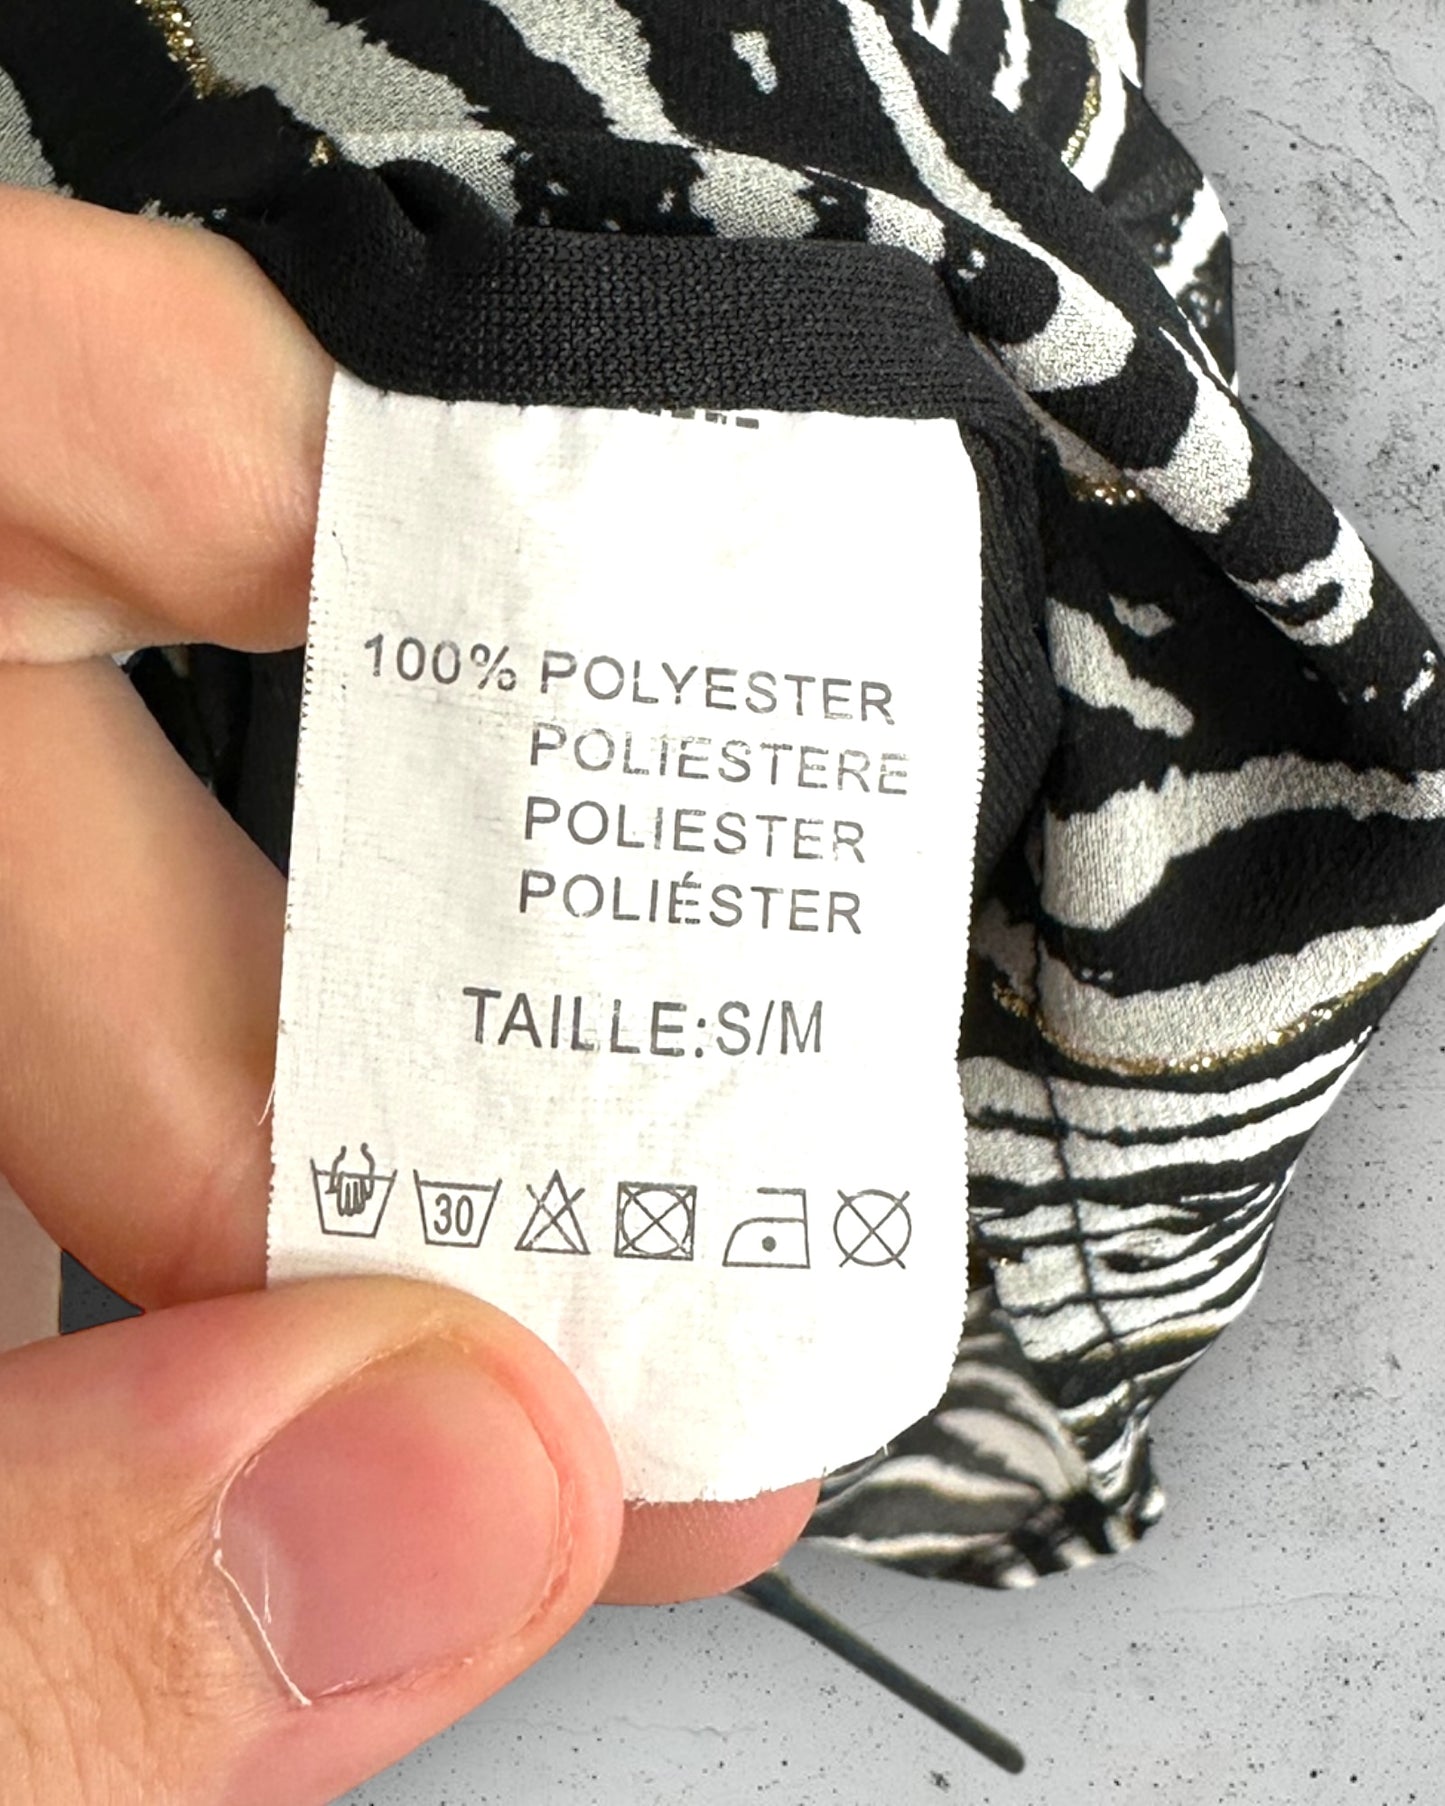 100% POLYESTER
POLIESTERE
POLIESTER
POLIÉSTER
TAILLE:S/M
30